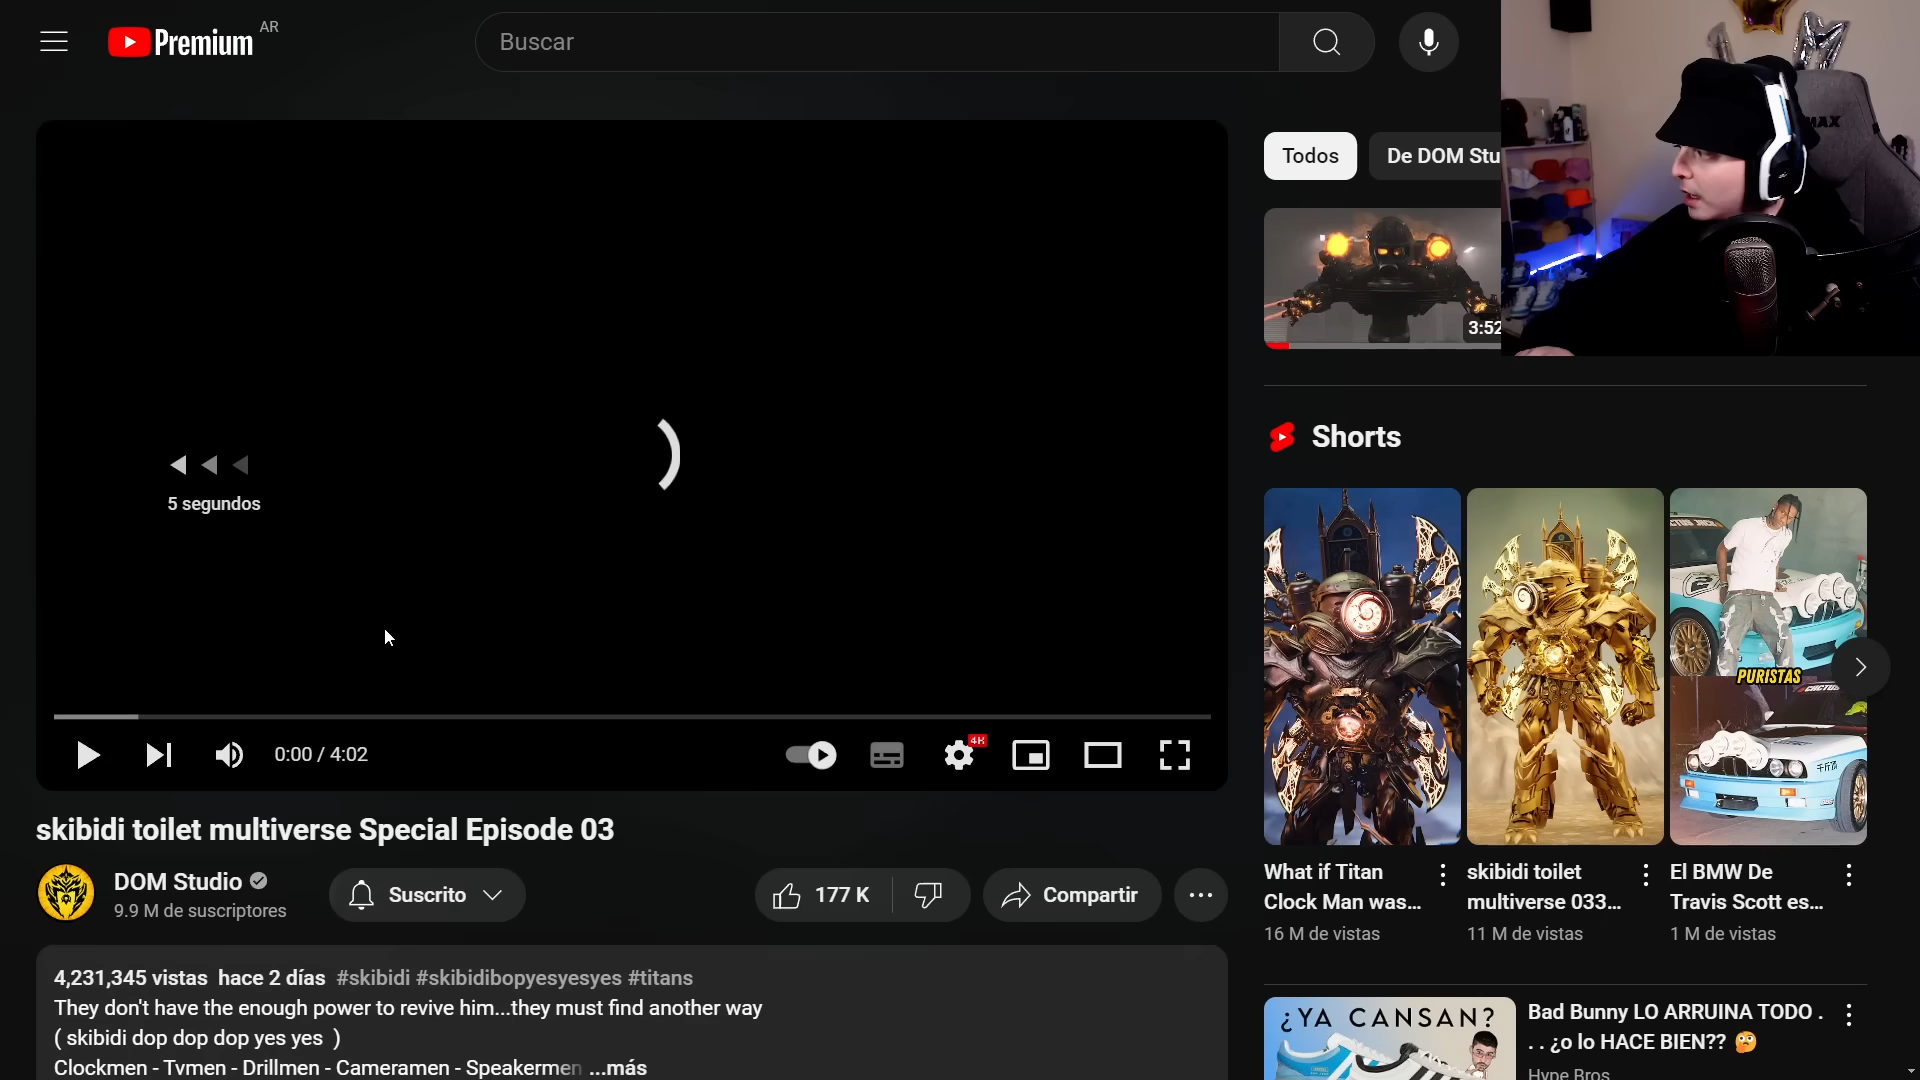 Premium AR
Buscar
Todos
De DOM Stu
MAX
3:52
5 segundos
Shorts
0:00 / 4:02
4K
PURISTAS
skibidi toilet multiverse Special Episode 03
DOM Studio
9.9 M de suscriptores
Suscrito
177 K
Compartir
What if Titan
Clock Man was...
16 M de vistas
skibidi toilet
multiverse 033...
11 M de vistas
El BMW De
Travis Scott es...
1 M de vistas
4,231,345 vistas hace 2 días #skibidi #skibidibopyesyesyes #titans
They don't have the enough power to revive him...they must find another way
( skibidi dop dop dop yes yes )
Clockmen - Tvmen - Drillmen - Cameramen - Speakermen ...más
¿YA CANSAN?
Bad Bunny LO ARRUINA TODO .
. . ¿o lo HACE BIEN?? 🤔
Hype Bros